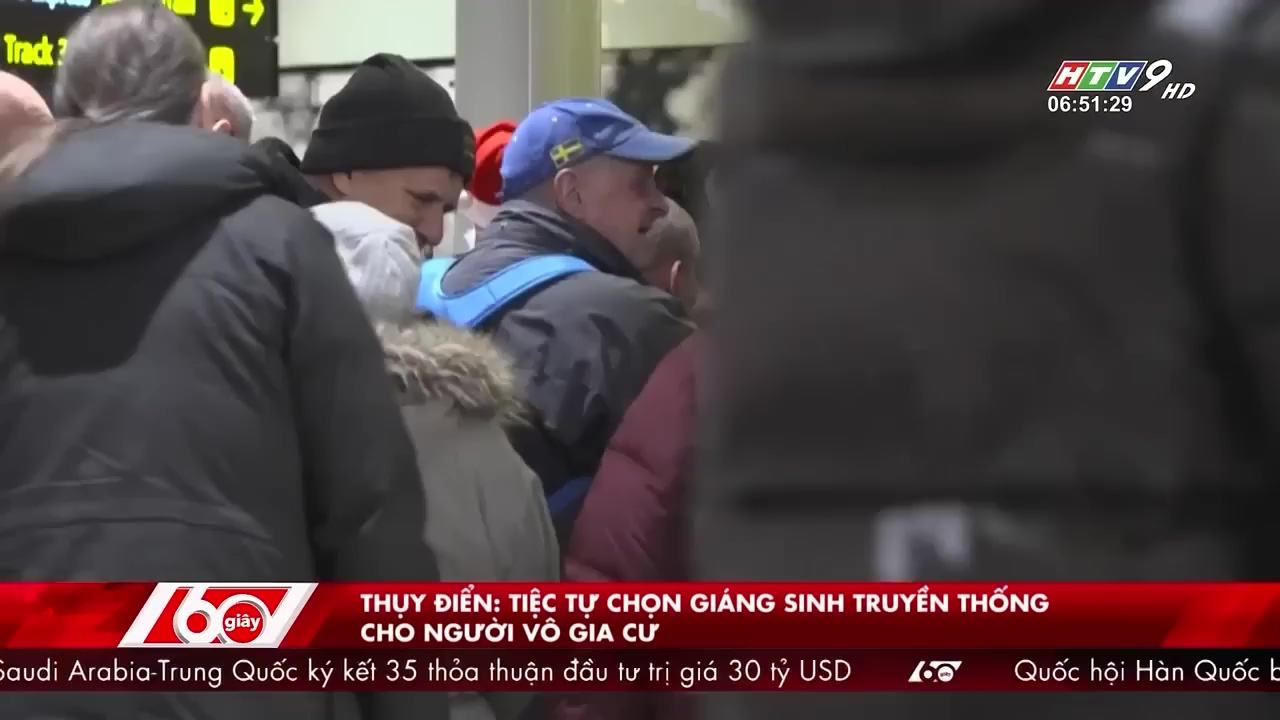 Track 3
HTV9 HD
06:51:29
60 giây
THỤY ĐIỂN: TIỆC TỰ CHỌN GIÁNG SINH TRUYỀN THỐNG
CHO NGƯỜI VÔ GIA CƯ
Saudi Arabia-Trung Quốc ký kết 35 thỏa thuận đầu tư trị giá 30 tỷ USD 60 giây Quốc hội Hàn Quốc